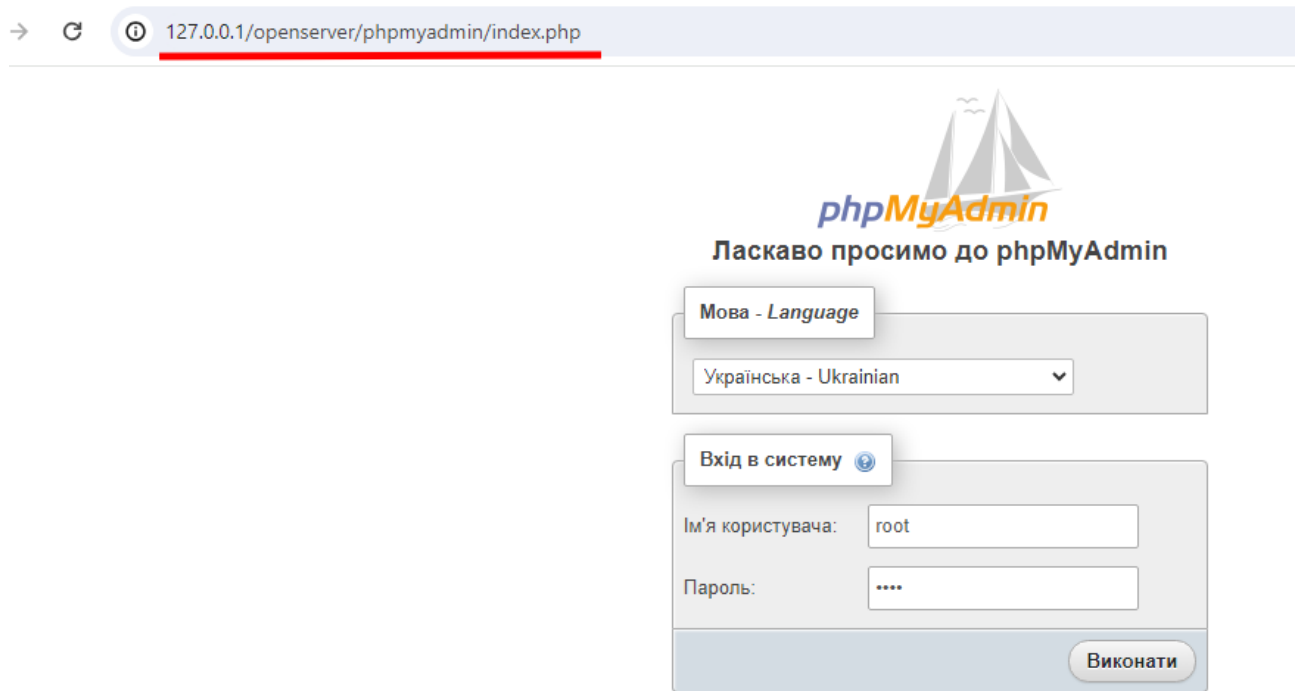 127.0.0.1/openserver/phpmyadmin/index.php
phpMyAdmin
Ласкаво просимо до phpMyAdmin
Мова - Language
Українська - Ukrainian
Вхід в систему
Ім'я користувача: root
Пароль: ••••
Виконати